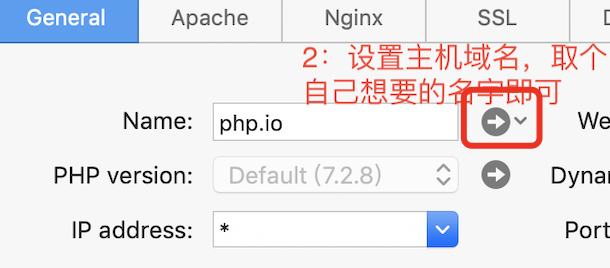 General Apache Nginx SSL D
2：设置主机域名，取个
自己想要的名字即可
Name: php.io We
PHP version: Default (7.2.8) Dynar
IP address: * Port